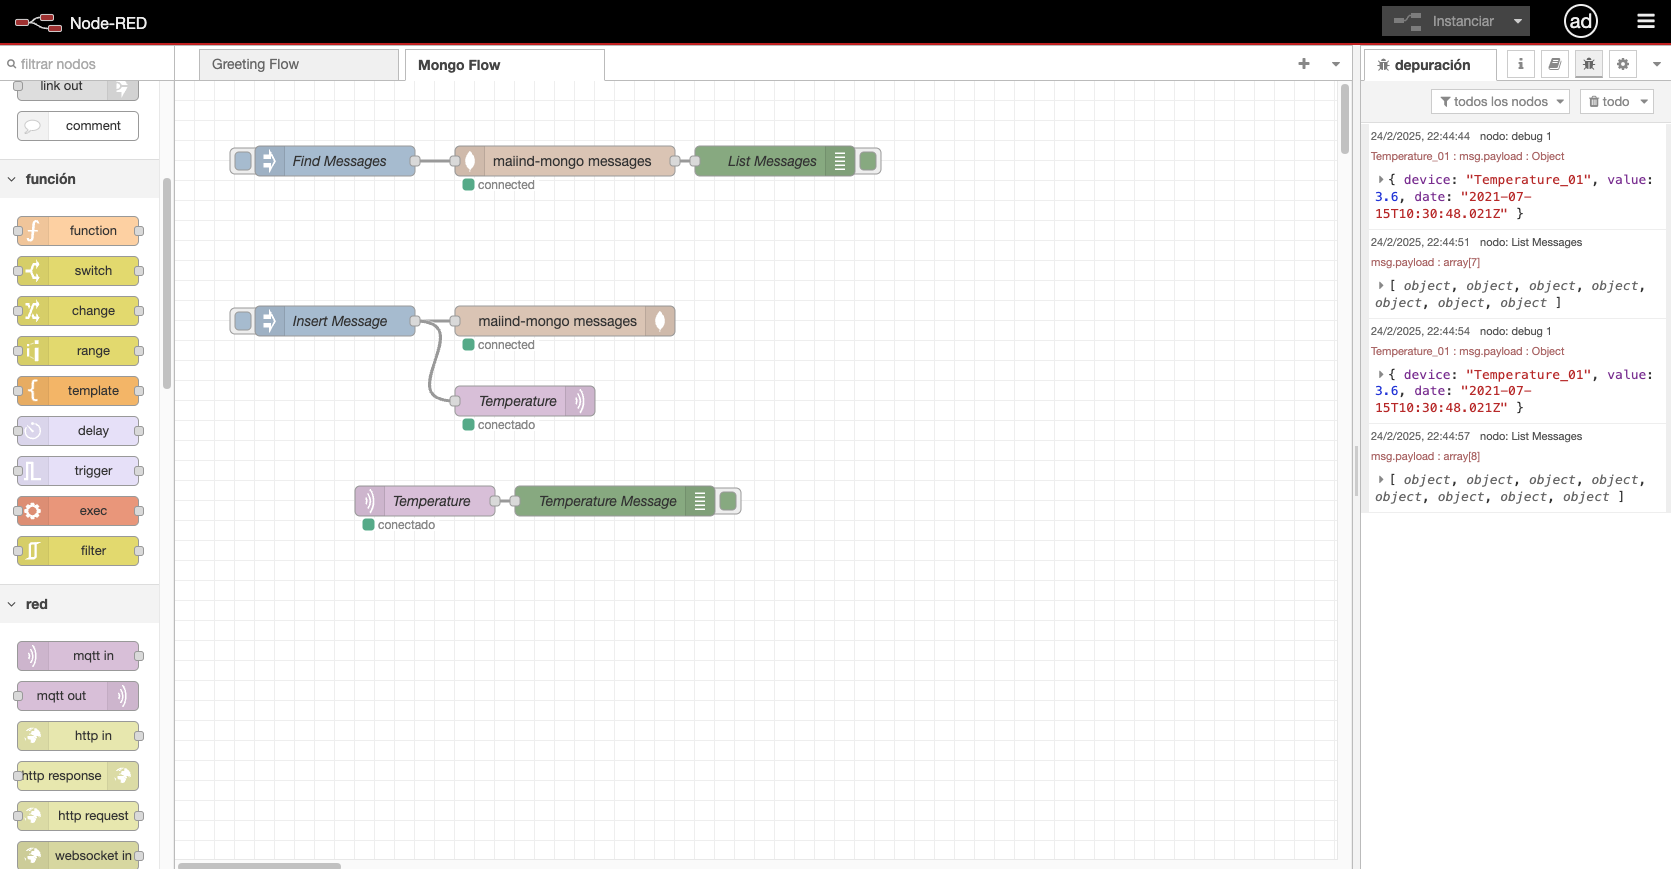 Node-RED
Instanciar
ad
filtrar nodos
link out
comment
función
function
switch
change
range
template
delay
trigger
exec
filter
red
mqtt in
mqtt out
http in
http response
http request
websocket in
Greeting Flow
Mongo Flow
Find Messages
maiind-mongo messages
List Messages
connected
Insert Message
maiind-mongo messages
connected
Temperature
conectado
Temperature
Temperature Message
conectado
depuración
todos los nodos
todo
24/2/2025, 22:44:44 nodo: debug 1
Temperature_01 : msg.payload : Object
{ device: "Temperature_01", value:
3.6, date: "2021-07-
15T10:30:48.021Z" }
24/2/2025, 22:44:51 nodo: List Messages
msg.payload : array[7]
[ object, object, object, object,
object, object, object ]
24/2/2025, 22:44:54 nodo: debug 1
Temperature_01 : msg.payload : Object
{ device: "Temperature_01", value:
3.6, date: "2021-07-
15T10:30:48.021Z" }
24/2/2025, 22:44:57 nodo: List Messages
msg.payload : array[8]
[ object, object, object, object,
object, object, object, object ]